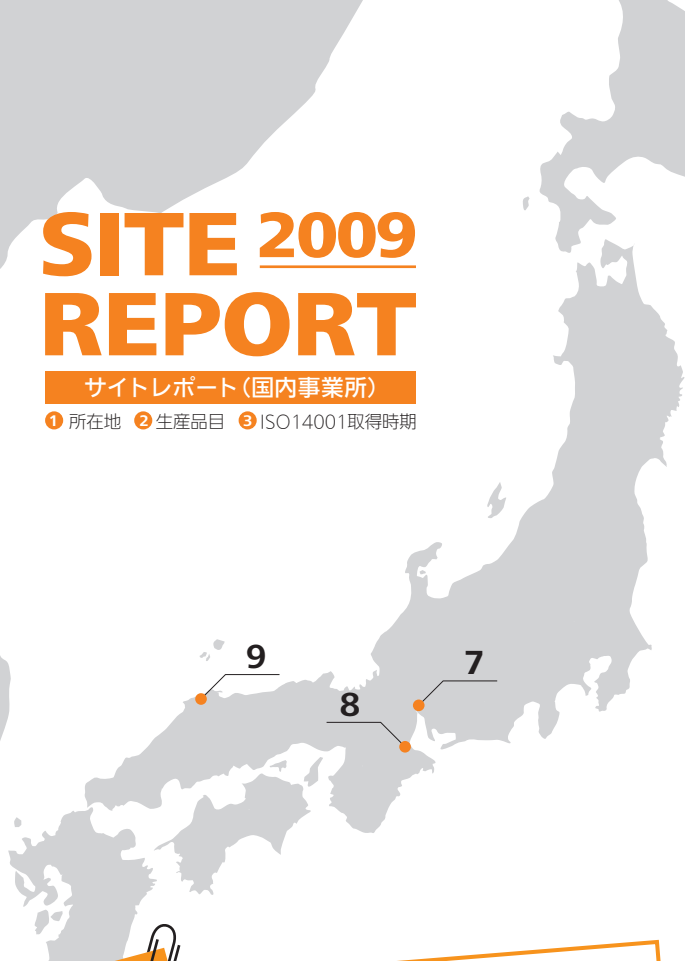 SITE 2009
REPORT
サイトレポート（国内事業所）
1 所在地 2 生産品目 3 ISO14001取得時期
9
7
8